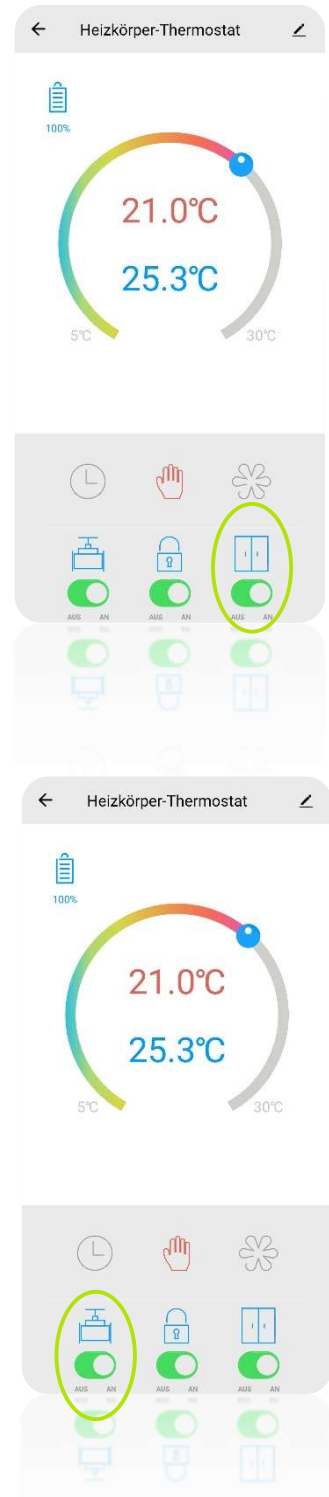 Heizkörper-Thermostat
100%
21.0℃
25.3℃
5℃ 30℃
AUS AN AUS AN AUS AN
Heizkörper-Thermostat
100%
21.0℃
25.3℃
5℃ 30℃
AUS AN AUS AN AUS AN